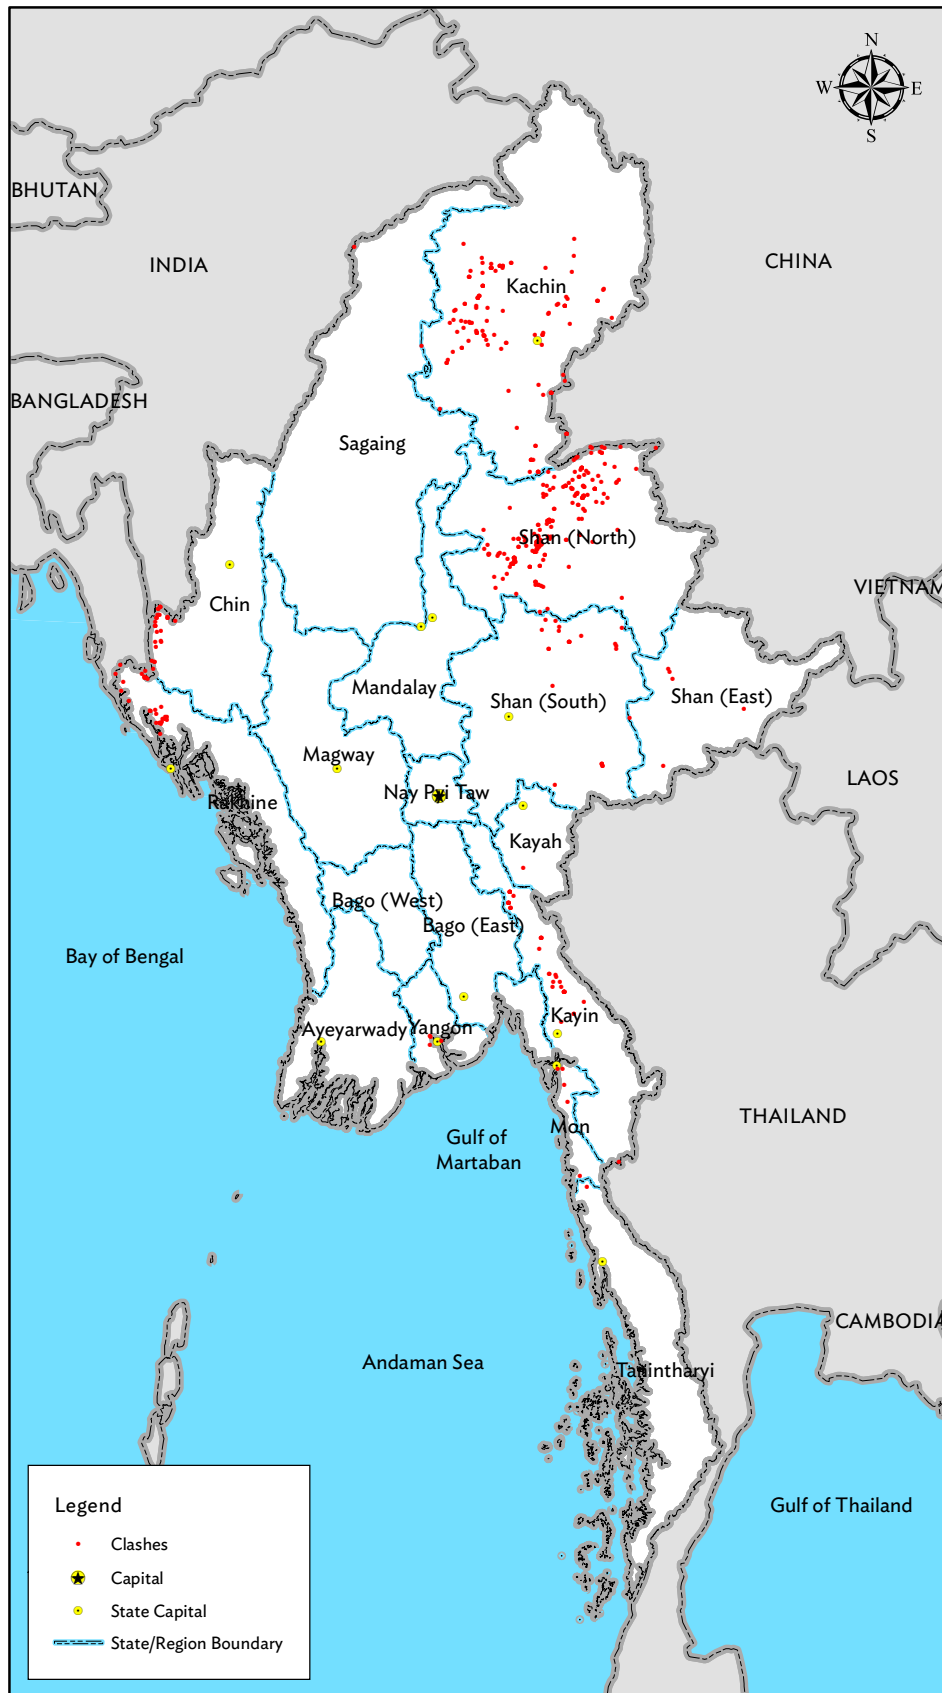 N
W
E
S
BHUTAN
INDIA
CHINA
Kachin
BANGLADESH
Sagaing
Shan (North)
VIETNAM
Chin
Mandalay
Shan (South)
Shan (East)
Magway
LAOS
Nay Pyi Taw
Rakhine
Kayah
Bago (West)
Bago (East)
Bay of Bengal
Kayin
Ayeyarwady
Yangon
THAILAND
Mon
Gulf of
Martaban
CAMBODIA
Andaman Sea
Tanintharyi
Gulf of Thailand
Legend
Clashes
Capital
State Capital
State/Region Boundary